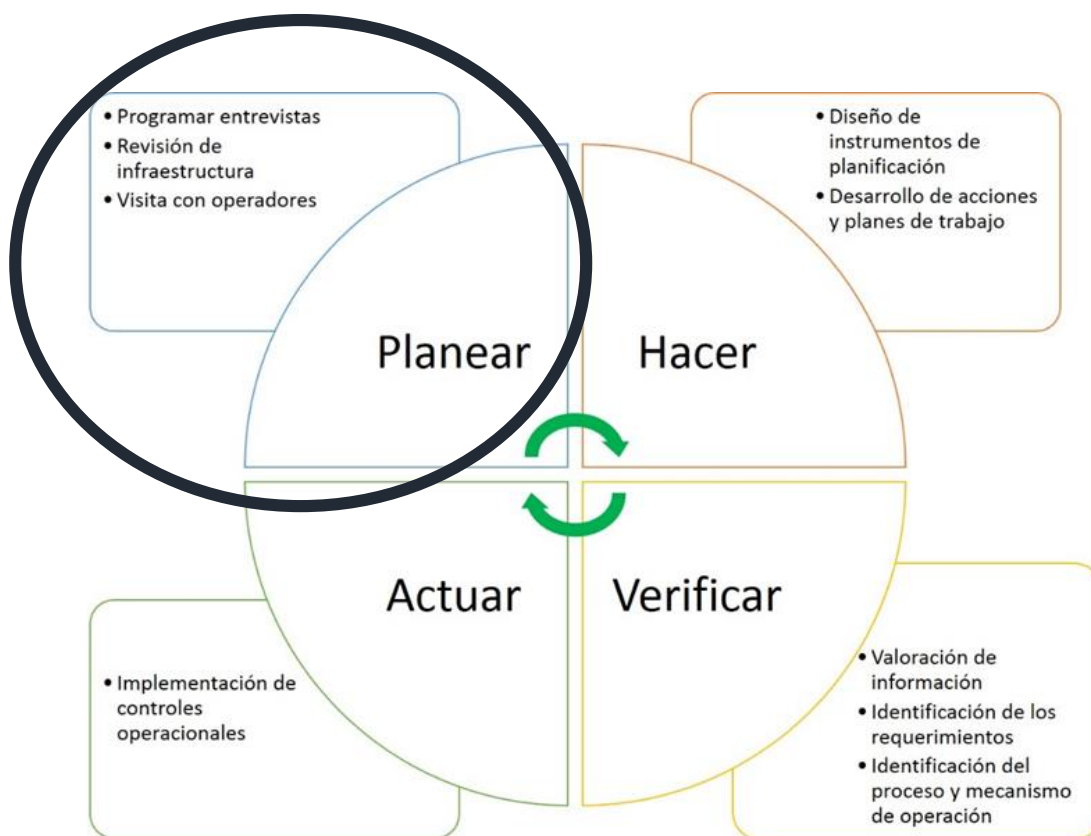 • Programar entrevistas
• Revisión de
infraestructura
• Visita con operadores
• Diseño de
instrumentos de
planificación
• Desarrollo de acciones
y planes de trabajo
Planear
Hacer
Actuar
Verificar
• Implementación de
controles
operacionales
• Valoración de
información
• Identificación de los
requerimientos
• Identificación del
proceso y mecanismo
de operación